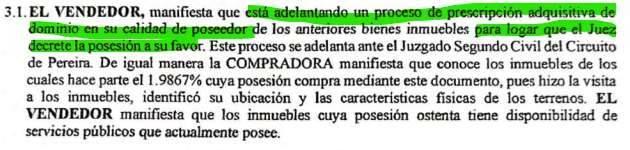 3.1. EL VENDEDOR, manifiesta que está adelantando un proceso de prescripción adquisitiva de
dominio en su calidad de poseedor de los anteriores bienes inmuebles para lograr que el Juez
decrete la posesión a su favor. Este proceso se adelanta ante el Juzgado Segundo Civil del Circuito
de Pereira. De igual manera la COMPRADORA manifiesta que conoce los inmuebles de los
cuales hace parte el 1.9867% cuya posesión compra mediante este documento, pues hizo la visita
a los inmuebles, identificó su ubicación y las características físicas de los terrenos. EL
VENDEDOR manifiesta que los inmuebles cuya posesión ostenta tiene disponibilidad de
servicios públicos que actualmente posee.